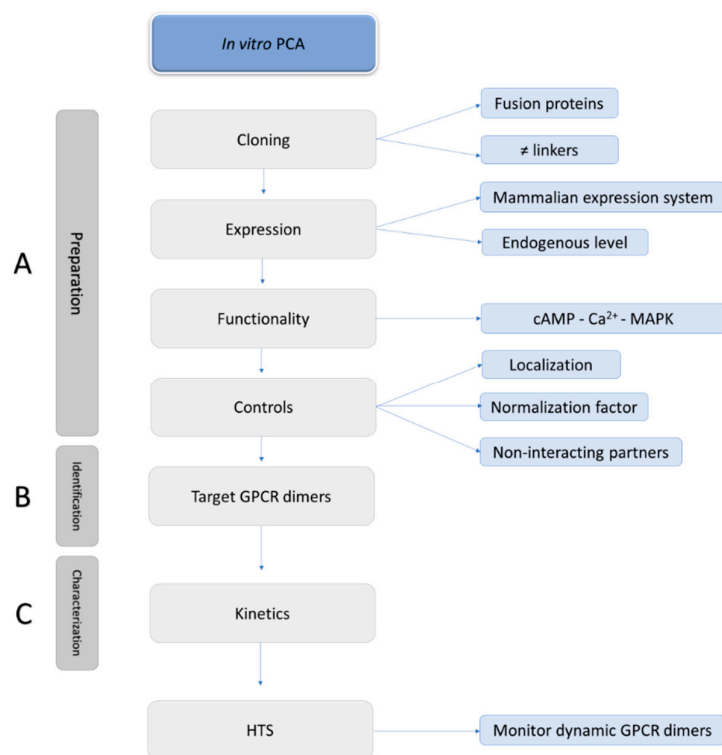 In vitro PCA
Fusion proteins
Cloning
≠ linkers
Mammalian expression system
Expression
Endogenous level
A
Preparation
Functionality
cAMP - Ca²⁺ - MAPK
Localization
Controls
Normalization factor
Non-interacting partners
B
Identification
Target GPCR dimers
C
Characterization
Kinetics
HTS
Monitor dynamic GPCR dimers